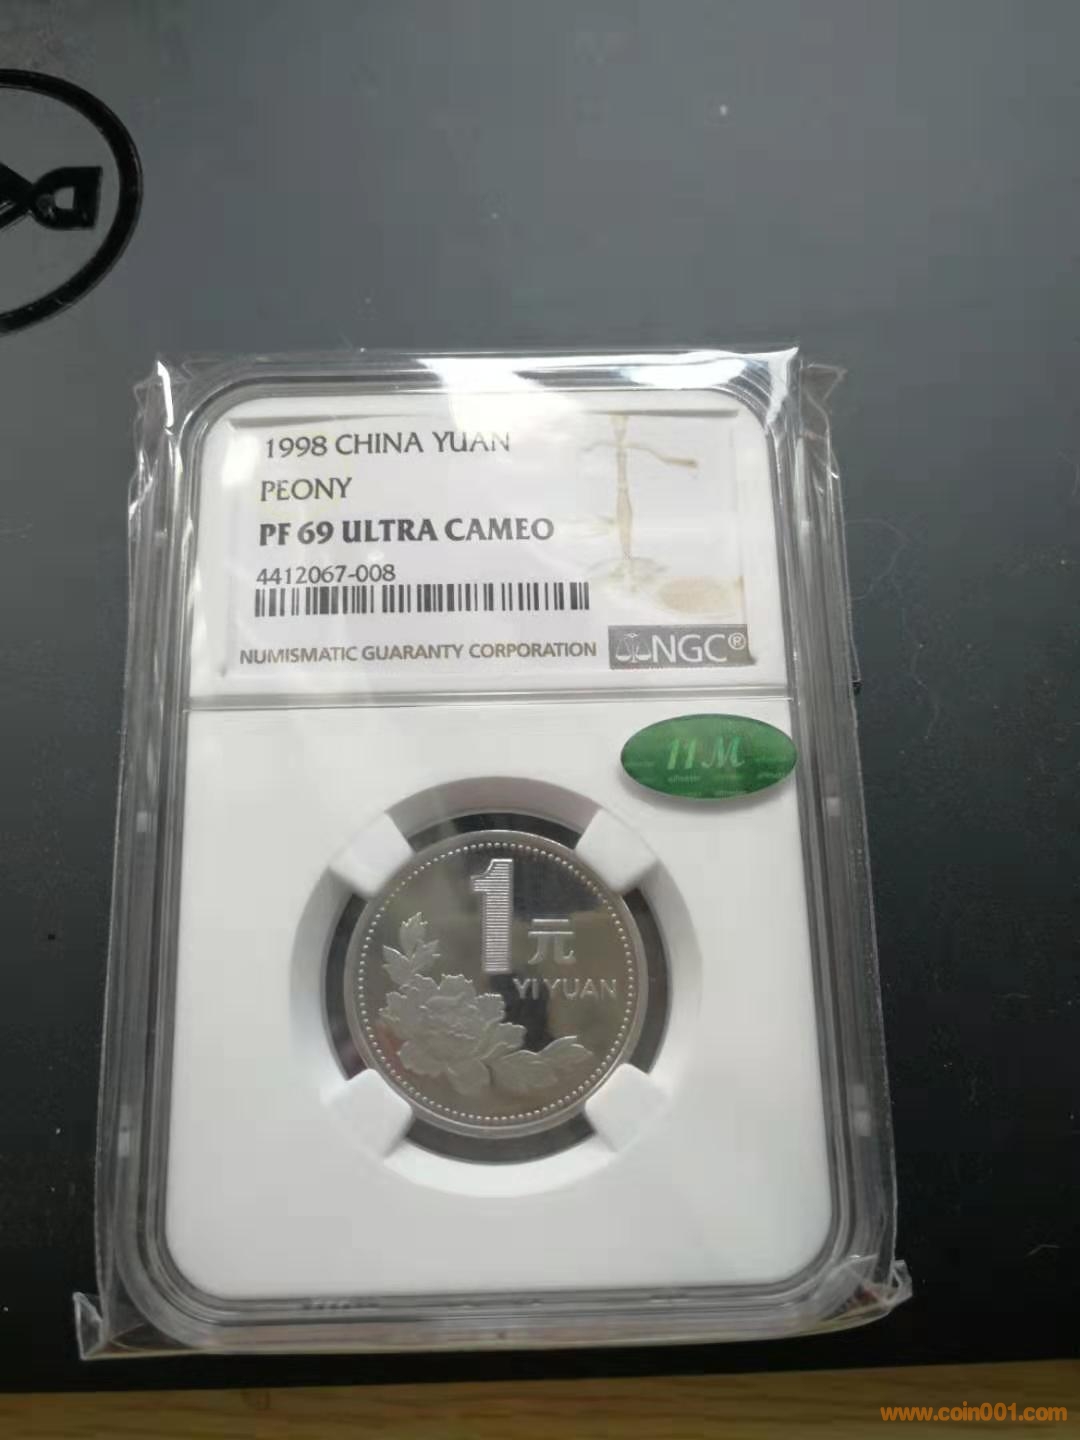 1998 CHINA YUAN
PEONY
PF 69 ULTRA CAMEO
4412067-008
NUMISMATIC GUARANTY CORPORATION NGC®
11M
1
元
YI YUAN
www.coin001.com